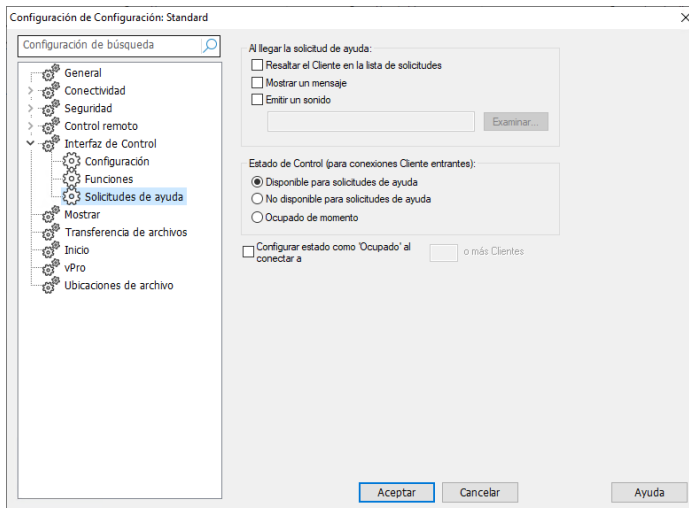 Configuración de Configuración: Standard
Configuración de búsqueda
General
Conectividad
Seguridad
Control remoto
Interfaz de Control
Configuración
Funciones
Solicitudes de ayuda
Mostrar
Transferencia de archivos
Inicio
vPro
Ubicaciones de archivo
Al llegar la solicitud de ayuda:
Resaltar el Cliente en la lista de solicitudes
Mostrar un mensaje
Emitir un sonido
Examinar...
Estado de Control (para conexiones Cliente entrantes):
Disponible para solicitudes de ayuda
No disponible para solicitudes de ayuda
Ocupado de momento
Configurar estado como 'Ocupado' al
conectar a
o más Clientes
Aceptar
Cancelar
Ayuda